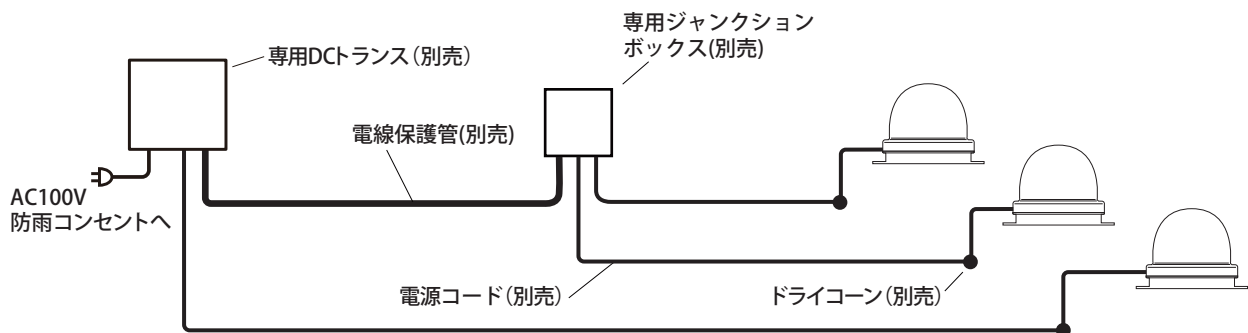 専用ジャンクション
ボックス(別売)
専用DCトランス（別売）
電線保護管(別売)
AC100V
防雨コンセントへ
電源コード（別売）
ドライコーン（別売）